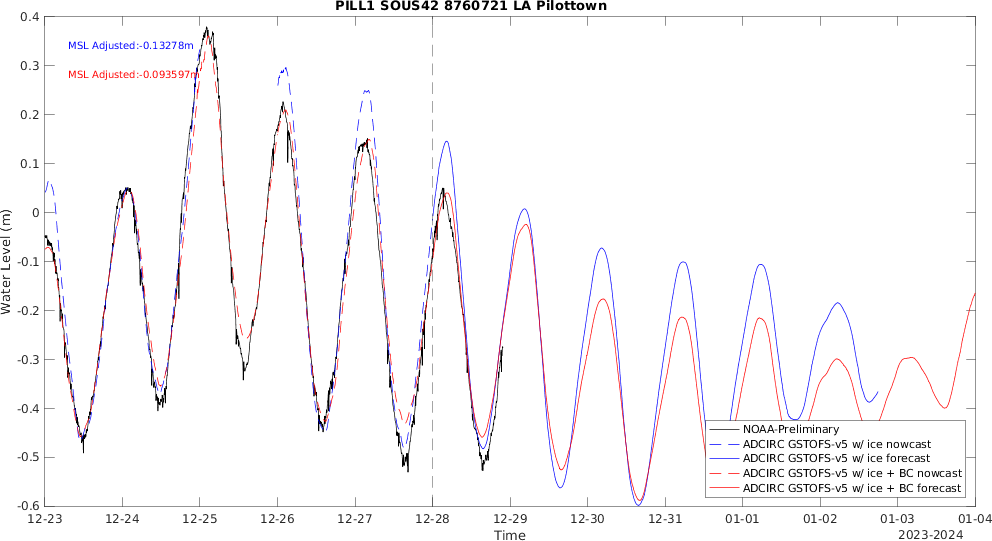 PILL1 SOUS42 8760721 LA Pilottown
MSL Adjusted:-0.13278m
MSL Adjusted:-0.093597m
Water Level (m)
0.4
0.3
0.2
0.1
0
-0.1
-0.2
-0.3
-0.4
-0.5
-0.6
NOAA-Preliminary
ADCIRC GSTOFS-v5 w/ ice nowcast
ADCIRC GSTOFS-v5 w/ ice forecast
ADCIRC GSTOFS-v5 w/ ice + BC nowcast
ADCIRC GSTOFS-v5 w/ ice + BC forecast
12-23 12-24 12-25 12-26 12-27 12-28 12-29 12-30 12-31 01-01 01-02 01-03 01-04
Time
2023-2024